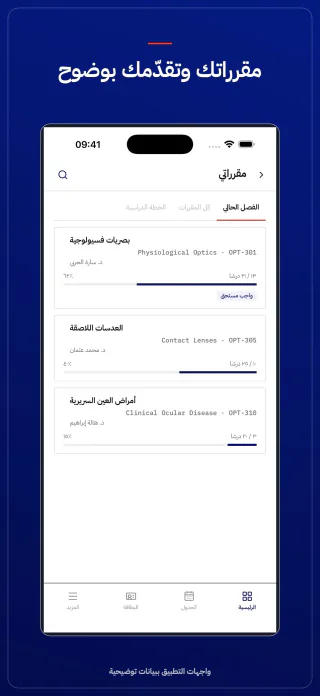 مقرراتك وتقدّمك بوضوح
09:41
مقرراتي
الفصل الحالي
كل المقررات
الخطة الدراسية
بصريات فسيولوجية
Physiological Optics · OPT-301
د. سارة الحربي
١٣ / ٢١ درسًا
٦٢٪
واجب مستحق
العدسات اللاصقة
Contact Lenses · OPT-305
د. محمد عثمان
١٠ / ٢٥ درسًا
٤٠٪
أمراض العين السريرية
Clinical Ocular Disease · OPT-310
د. هالة إبراهيم
٣ / ٢٠ درسًا
١٥٪
الرئيسية
الجدول
البطاقة
المزيد
واجهات التطبيق ببيانات توضيحية